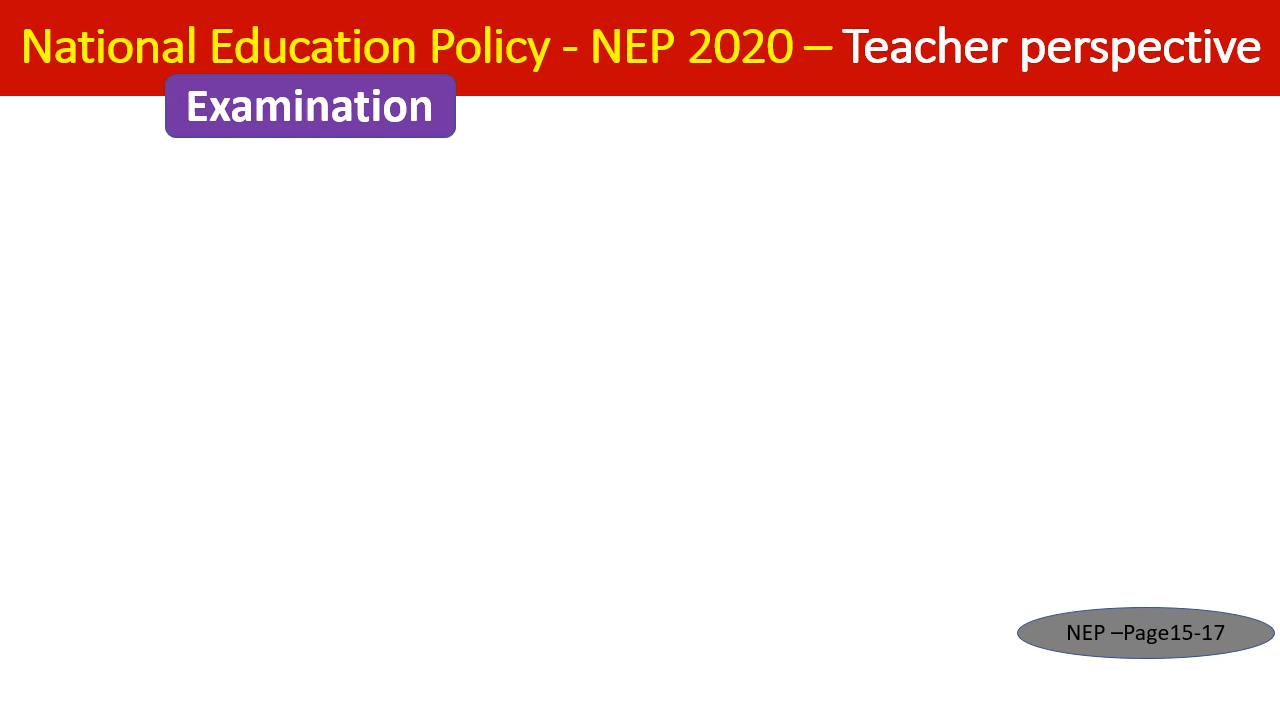 National Education Policy - NEP 2020 – Teacher perspective
Examination
NEP –Page15-17